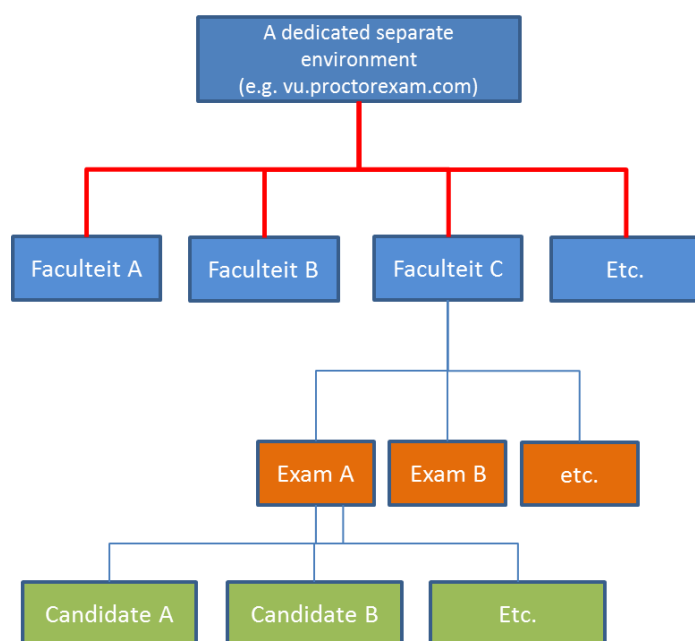 A dedicated separate
environment
(e.g. vu.proctorexam.com)
Faculteit A
Faculteit B
Faculteit C
Etc.
Exam A
Exam B
etc.
Candidate A
Candidate B
Etc.